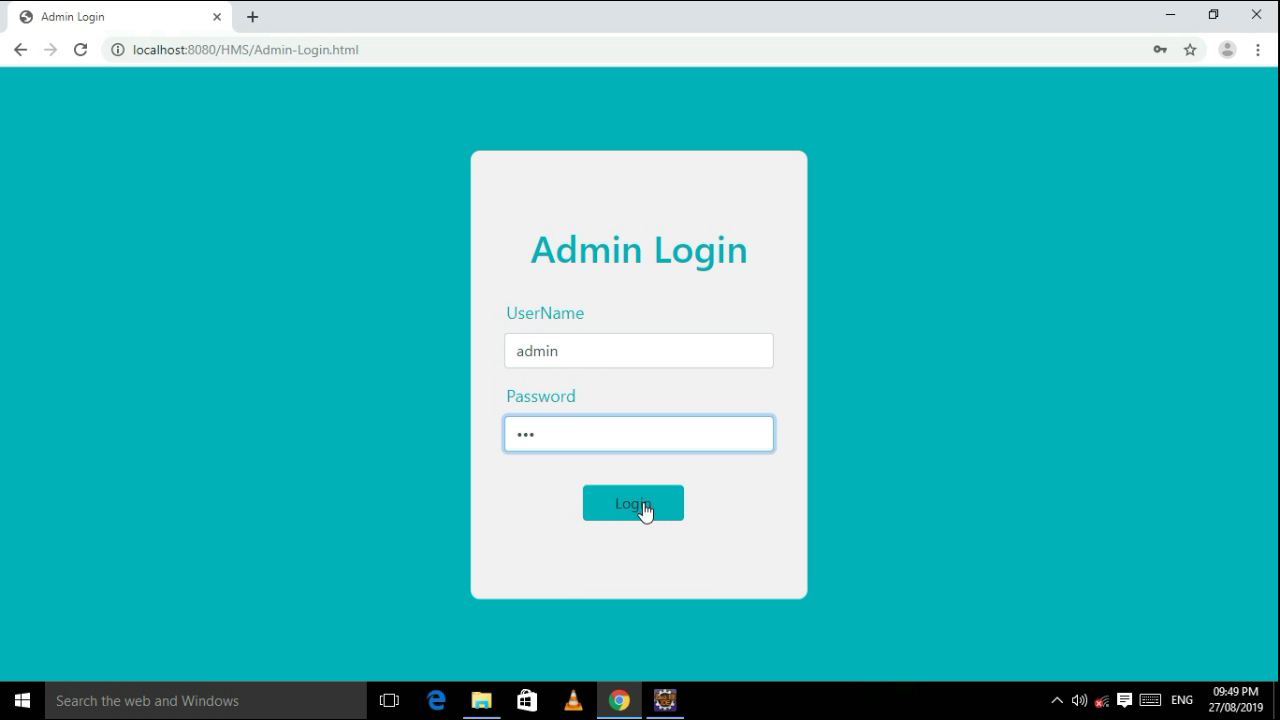 Admin Login
localhost:8080/HMS/Admin-Login.html
Admin Login
UserName
admin
Password
•••
Login
Search the web and Windows
ENG
09:49 PM
27/08/2019